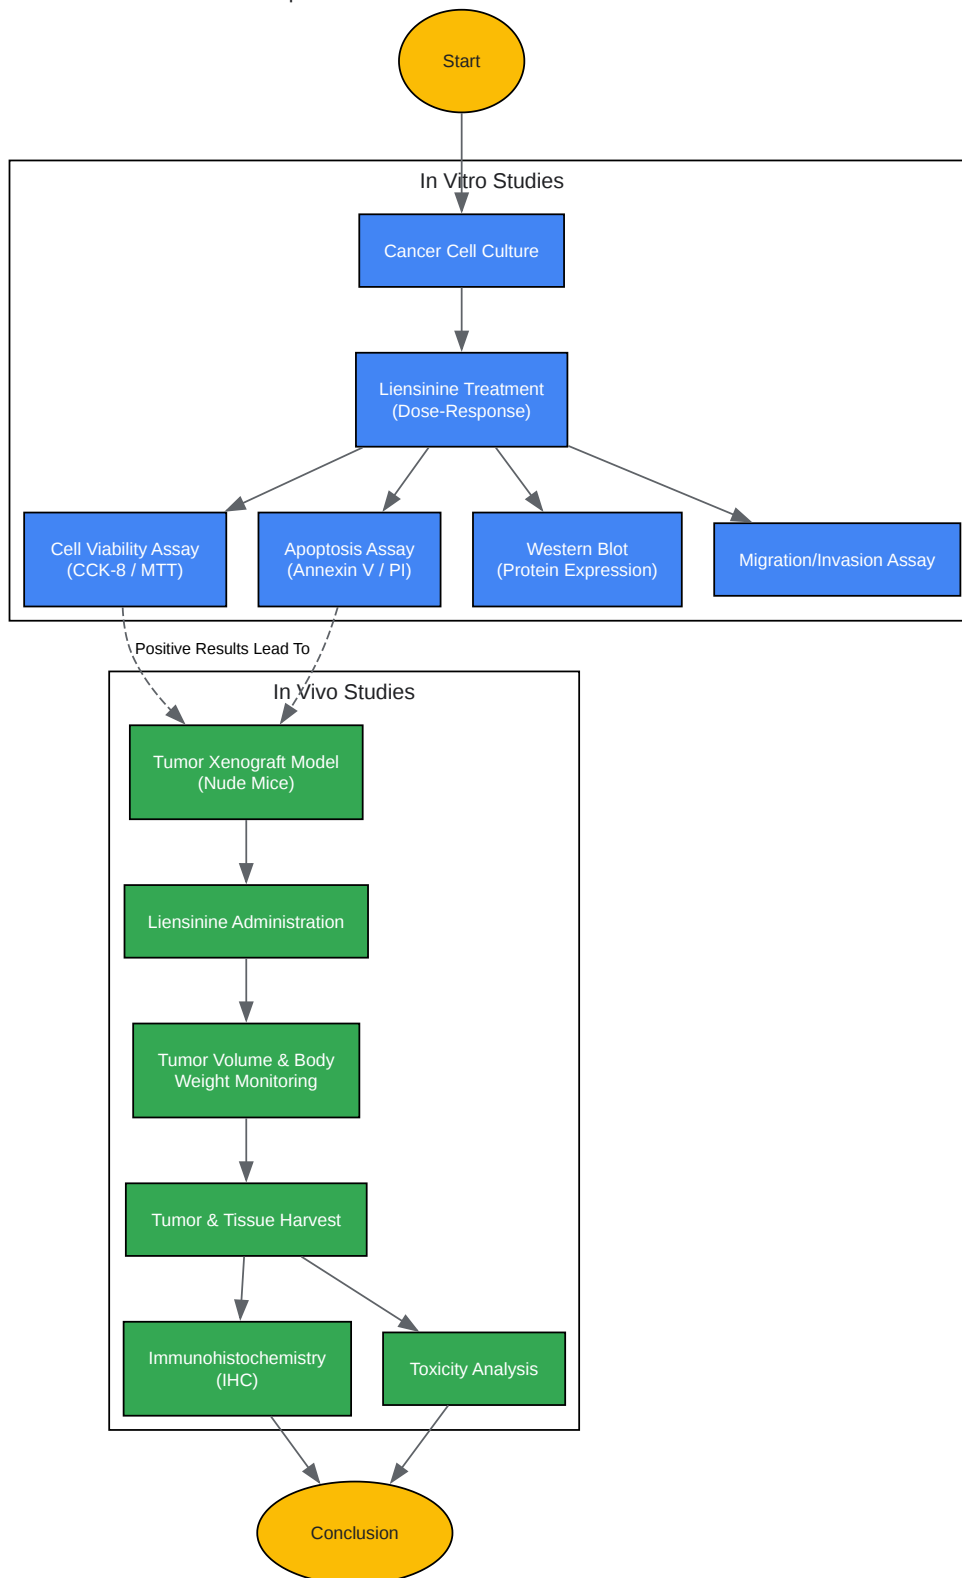 Start
In Vitro Studies
Cancer Cell Culture
Liensinine Treatment
(Dose-Response)
Cell Viability Assay
(CCK-8 / MTT)
Apoptosis Assay
(Annexin V / PI)
Western Blot
(Protein Expression)
Migration/Invasion Assay
Positive Results Lead To
In Vivo Studies
Tumor Xenograft Model
(Nude Mice)
Liensinine Administration
Tumor Volume & Body
Weight Monitoring
Tumor & Tissue Harvest
Immunohistochemistry
(IHC)
Toxicity Analysis
Conclusion